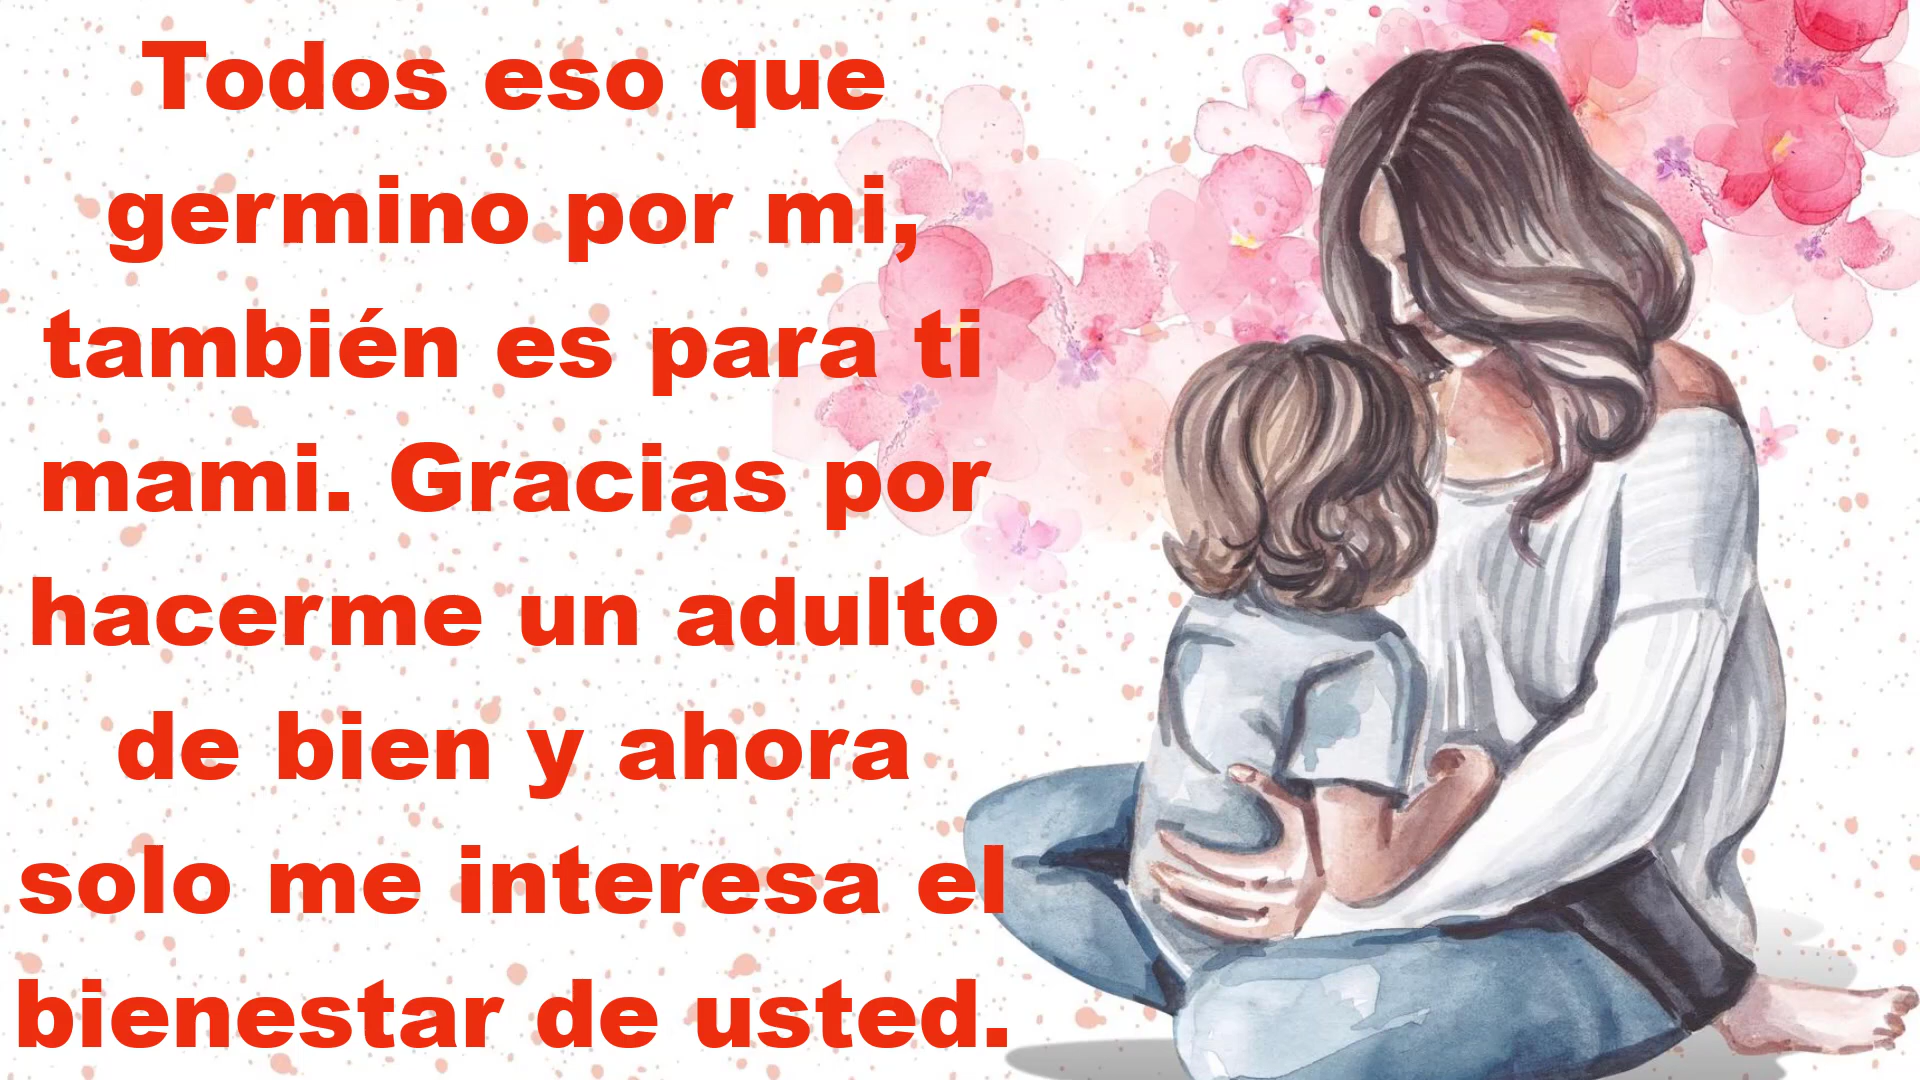 Todos eso que
germino por mi,
también es para ti
mami. Gracias por
hacerme un adulto
de bien y ahora
solo me interesa el
bienestar de usted.